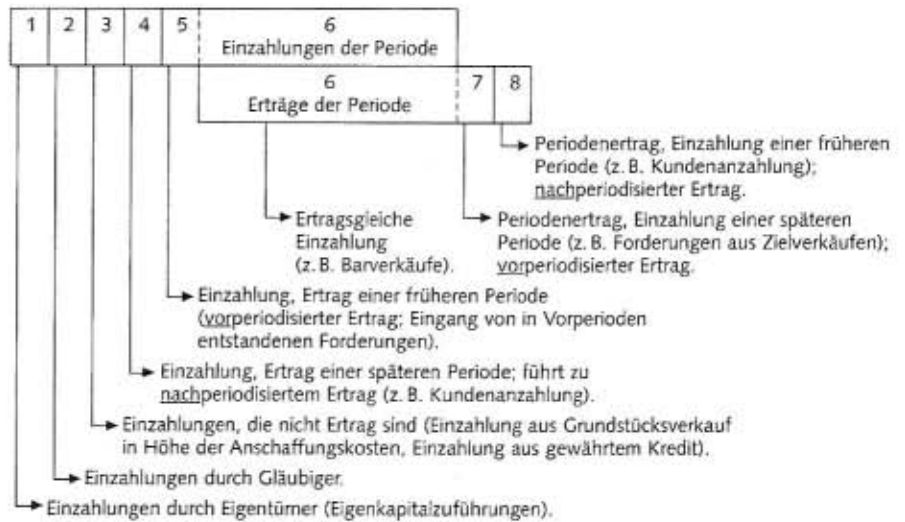 1 2 3 4 5 6
Einzahlungen der Periode
6 7 8
Erträge der Periode
Periodenertrag, Einzahlung einer früheren
Periode (z. B. Kundenanzahlung);
nachperiodisierter Ertrag.
Ertragsgleiche
Einzahlung
(z. B. Barverkäufe).
Periodenertrag, Einzahlung einer späteren
Periode (z. B. Forderungen aus Zielverkäufen);
vorperiodisierter Ertrag.
Einzahlung, Ertrag einer früheren Periode
(vorperiodisierter Ertrag; Eingang von in Vorperioden
entstandenen Forderungen).
Einzahlung, Ertrag einer späteren Periode; führt zu
nachperiodisiertem Ertrag (z. B. Kundenanzahlung).
Einzahlungen, die nicht Ertrag sind (Einzahlung aus Grundstücksverkauf
in Höhe der Anschaffungskosten, Einzahlung aus gewährtem Kredit).
Einzahlungen durch Gläubiger.
Einzahlungen durch Eigentümer (Eigenkapitalzuführungen).